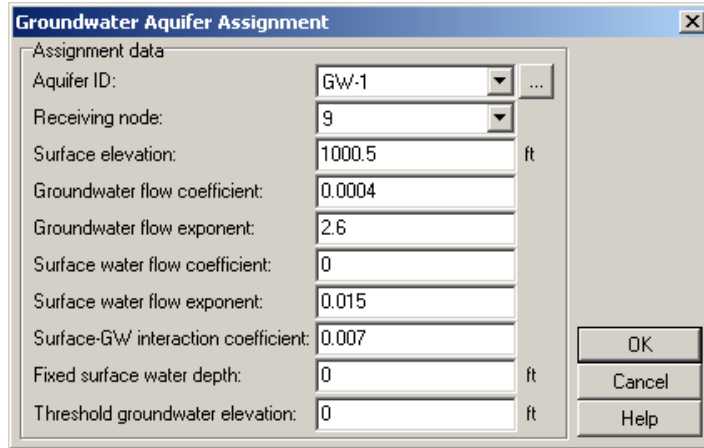 Groundwater Aquifer Assignment
Assignment data
Aquifer ID: GW-1 ...
Receiving node: 9
Surface elevation: 1000.5 ft
Groundwater flow coefficient: 0.0004
Groundwater flow exponent: 2.6
Surface water flow coefficient: 0
Surface water flow exponent: 0.015
Surface-GW interaction coefficient: 0.007
Fixed surface water depth: 0 ft
Threshold groundwater elevation: 0 ft
OK
Cancel
Help